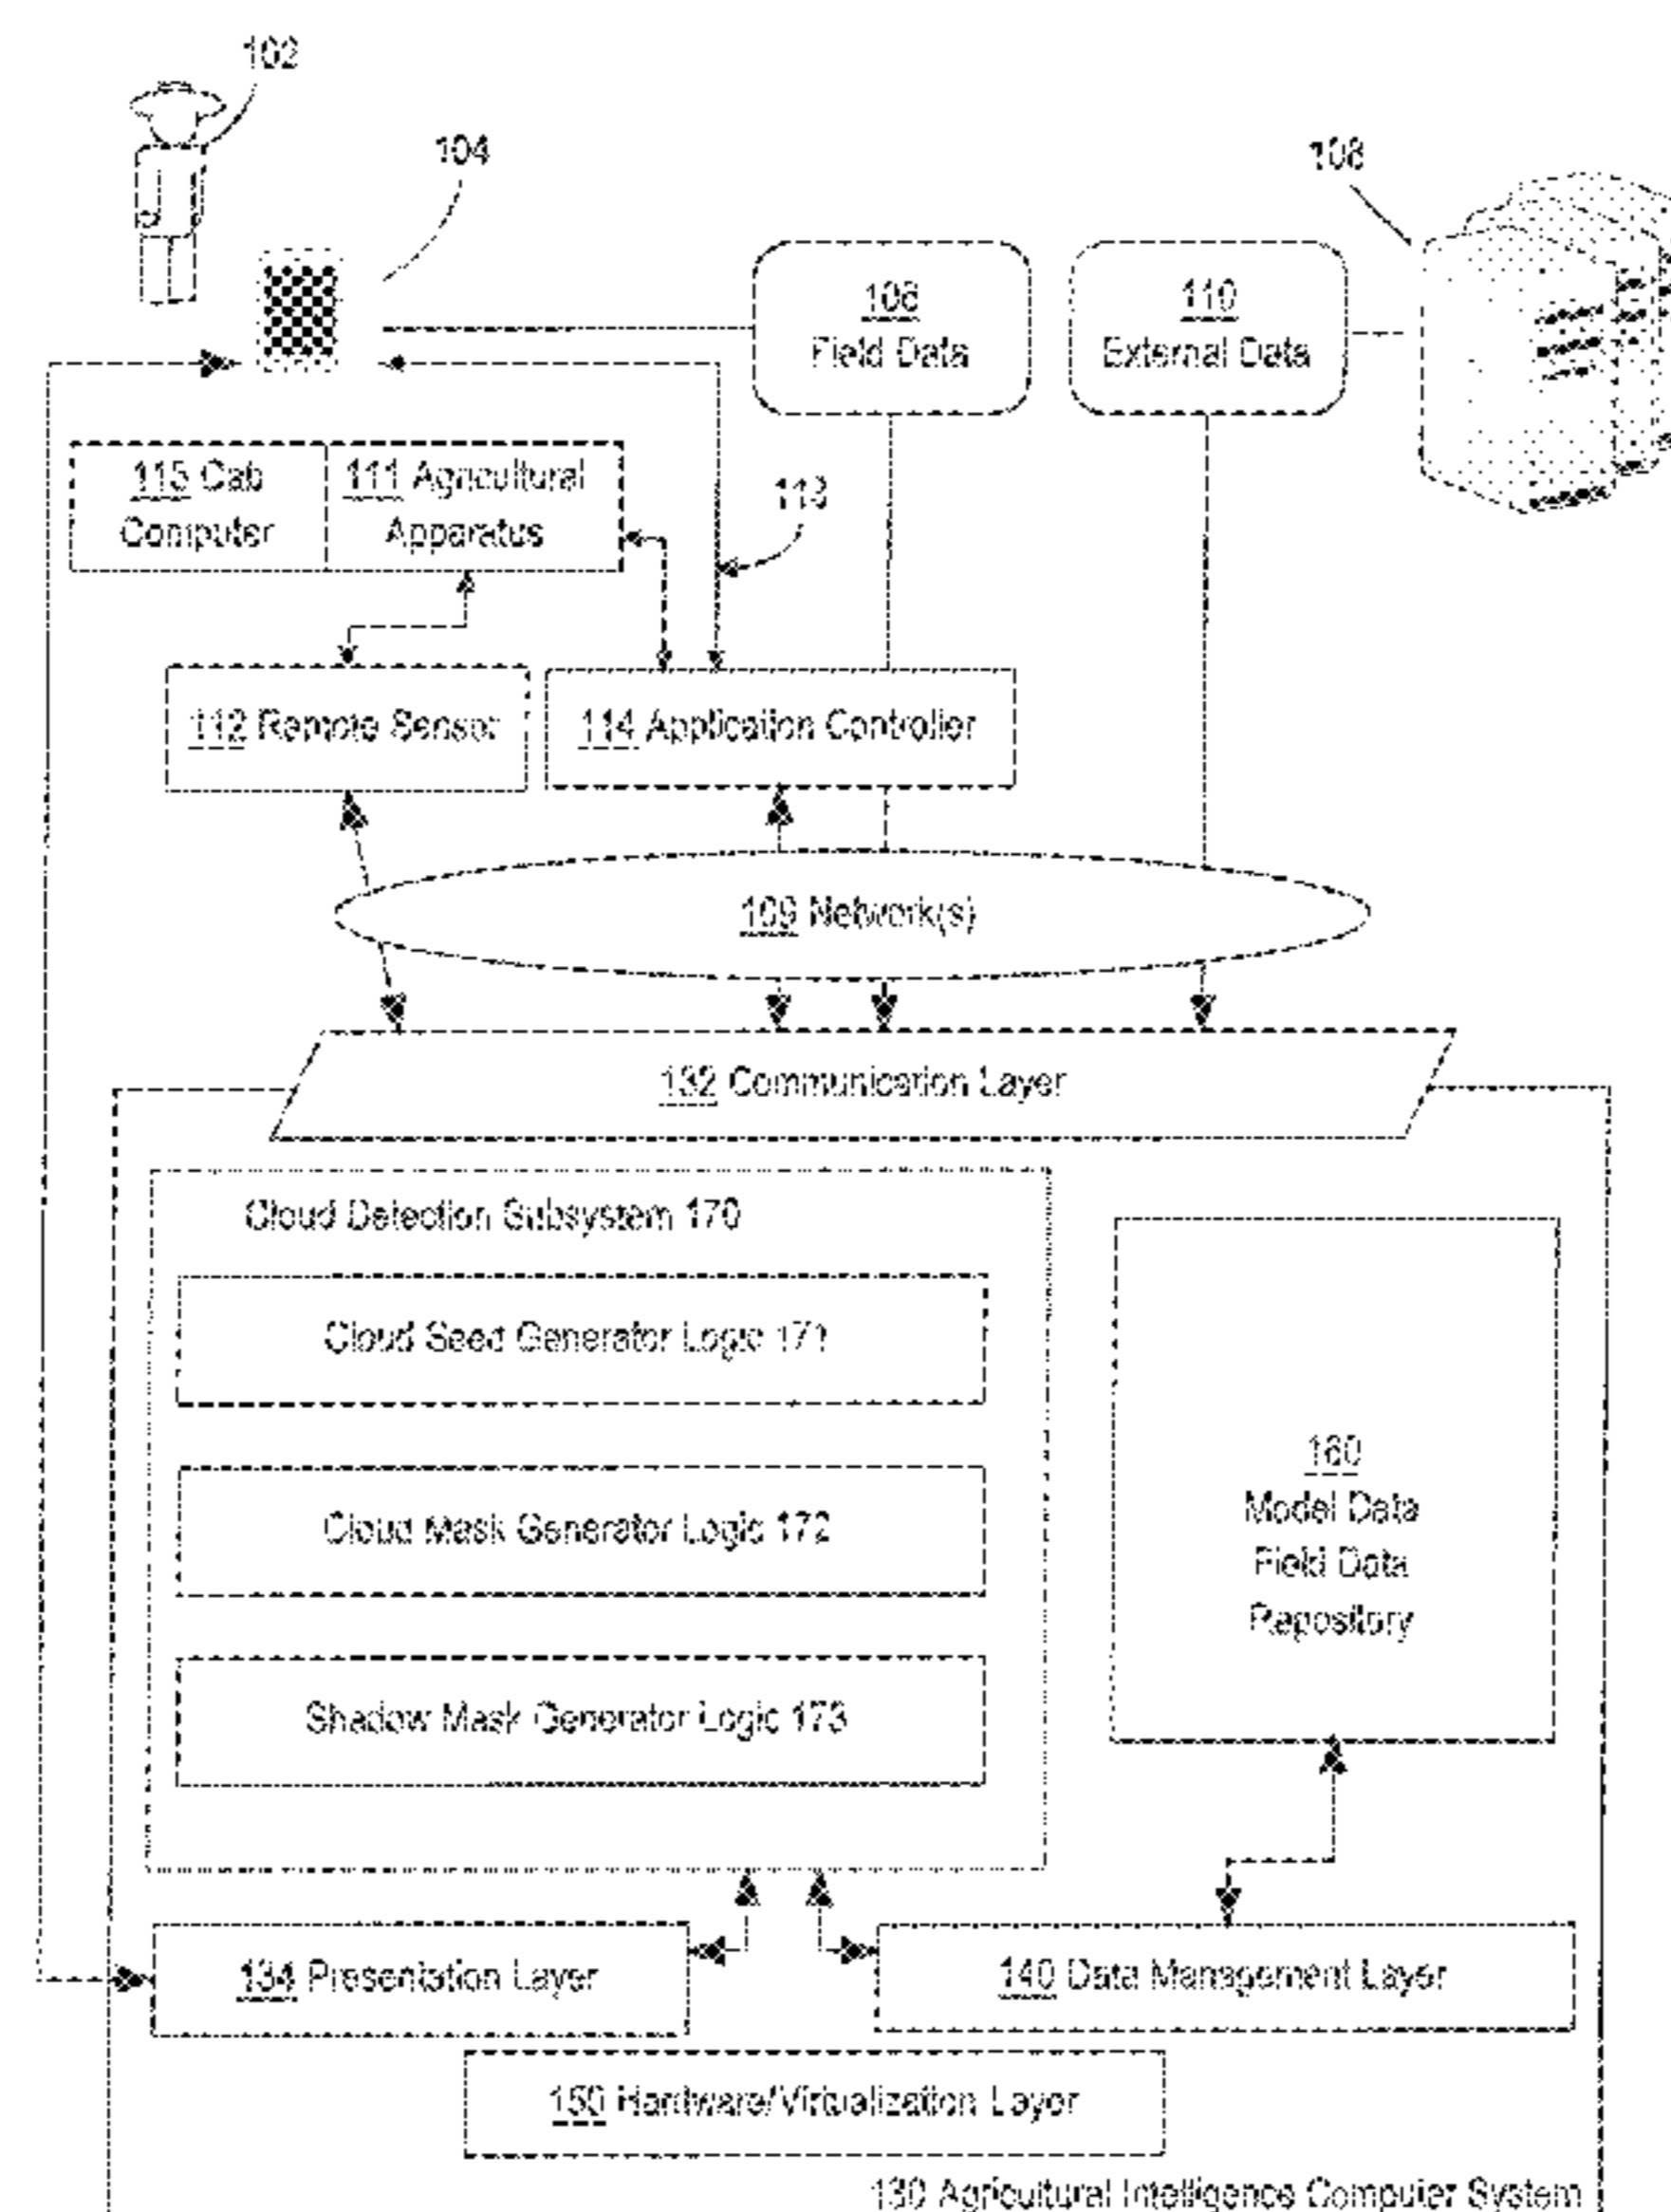 102
104
108
106
Field Data
110
External Data
115 Cab
Computer
111 Agricultural
Apparatus
113
112 Remote Sensor
114 Application Controller
109 Network(s)
132 Communication Layer
Cloud Detection Subsystem 170
Cloud Seed Generator Logic 171
Cloud Mask Generator Logic 172
Shadow Mask Generator Logic 173
160
Model Data
Field Data
Repository
134 Presentation Layer
140 Data Management Layer
150 Hardware/Virtualization Layer
130 Agricultural Intelligence Computer System